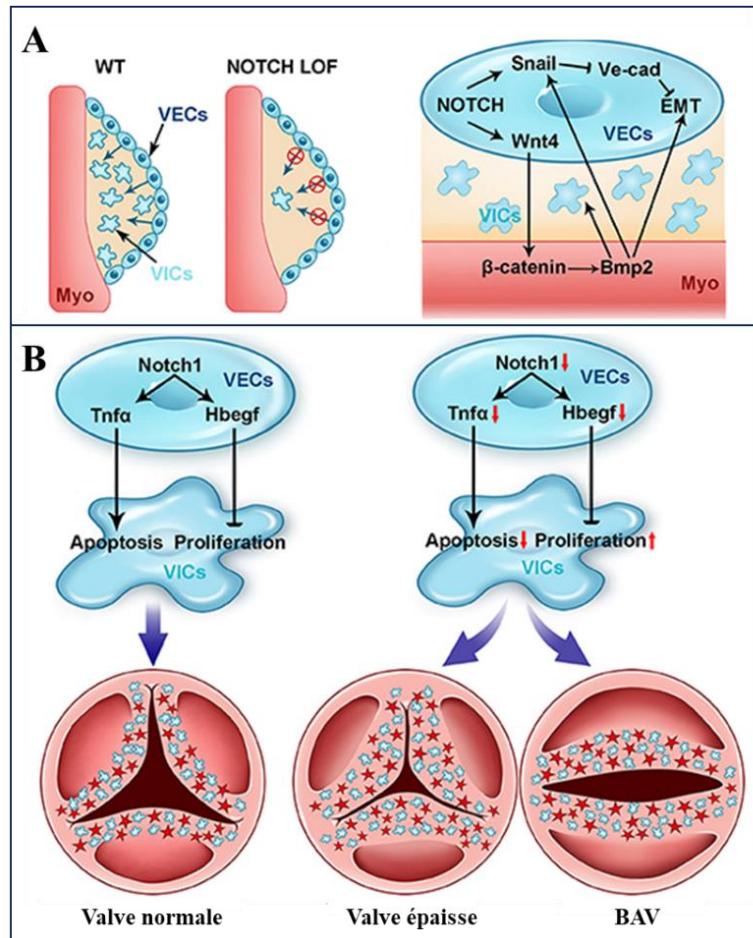 A
WT
NOTCH LOF
VECs
VICs
Myo
Snail
Ve-cad
NOTCH
EMT
VECs
Wnt4
VICs
β-catenin
Bmp2
Myo
B
Notch1
VECs
Tnfα
Hbegf
Apoptosis
Proliferation
VICs
Notch1
VECs
Tnfα
Hbegf
Apoptosis
Proliferation
VICs
Valve normale
Valve épaisse
BAV